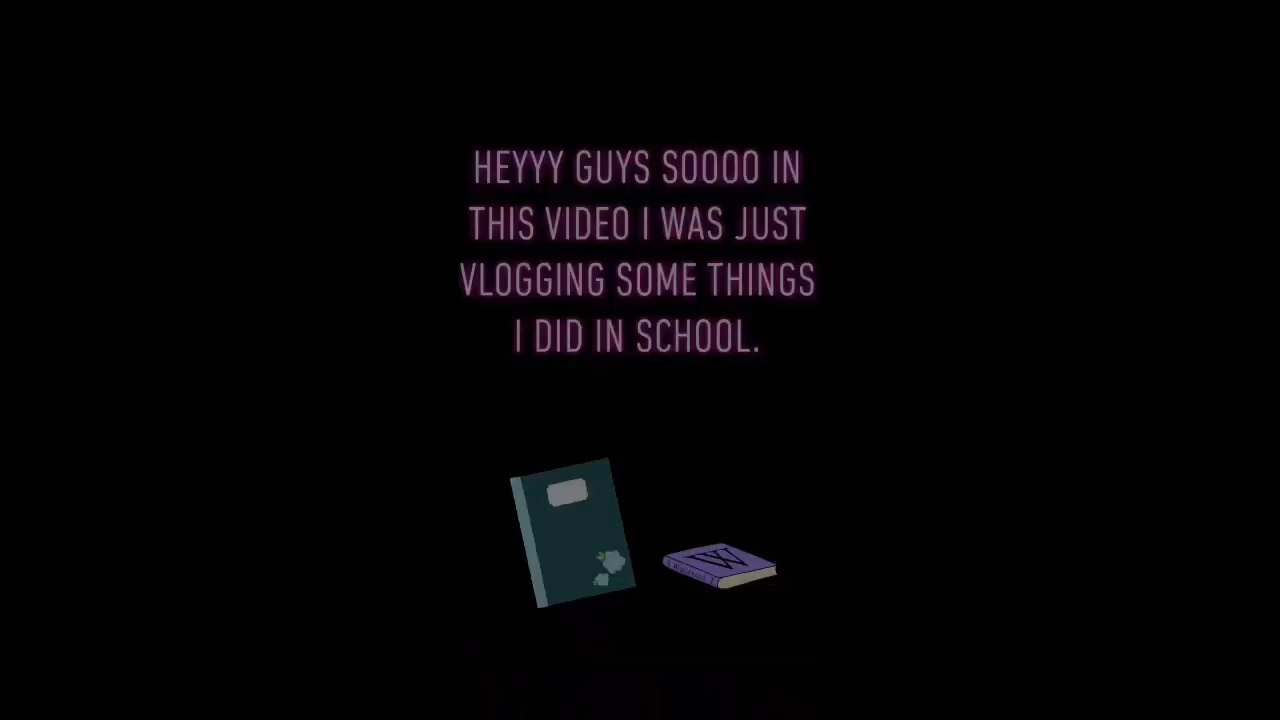 HEYYY GUYS SOOOO IN
THIS VIDEO I WAS JUST
VLOGGING SOME THINGS
I DID IN SCHOOL.
W